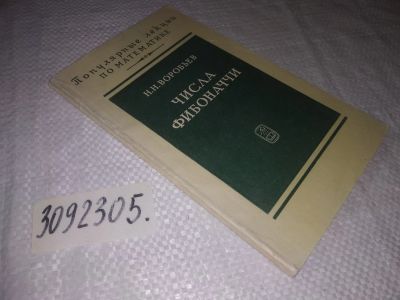 Популярные лекции
ПО МАТЕМАТИКЕ
Н.Н.ВОРОБЬЕВ
ЧИСЛА
ФИБОНАЧЧИ
3092305.